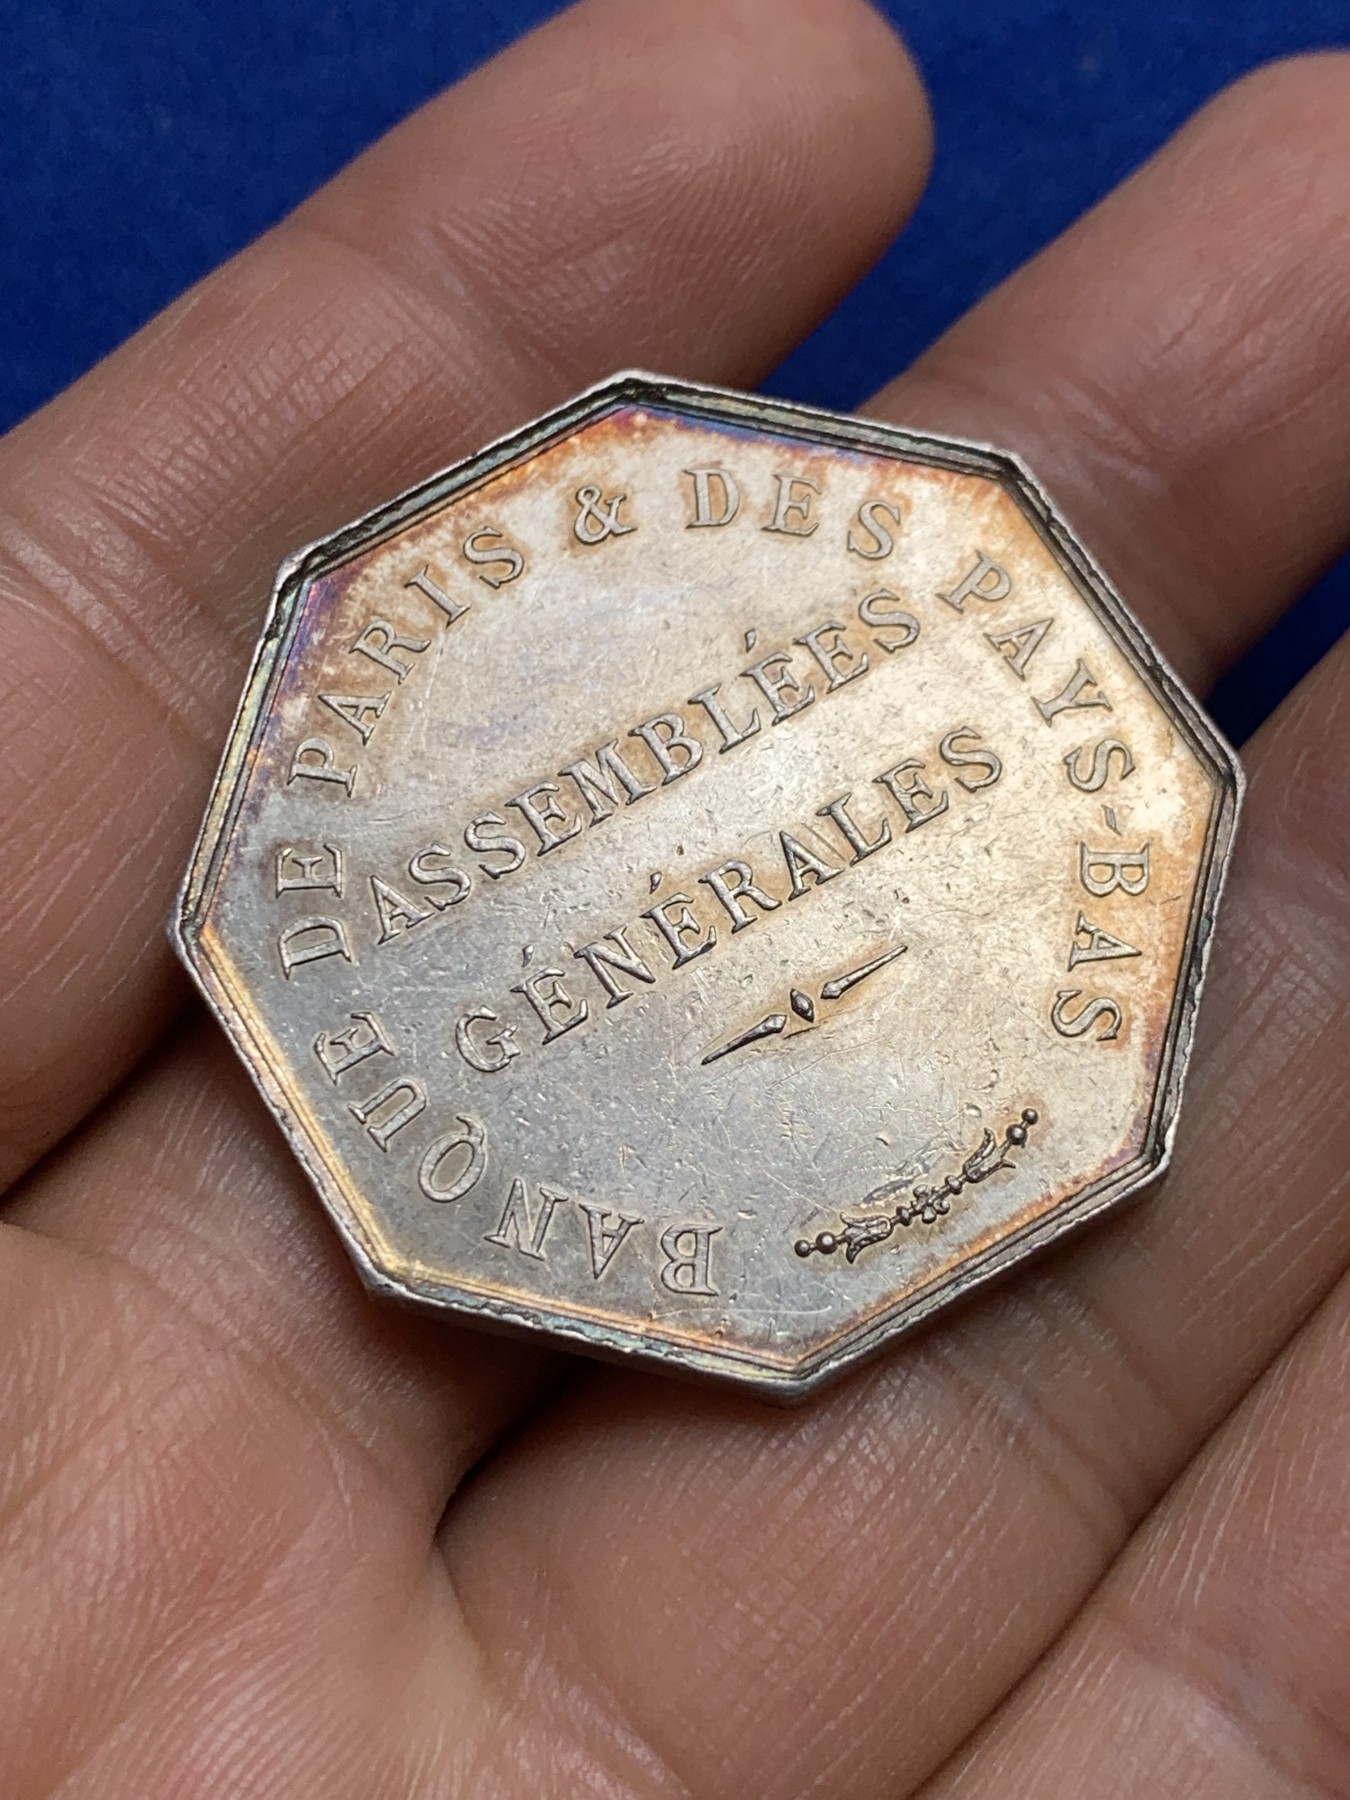 BANQUE DE PARIS & DES PAYS-BAS
ASSEMBLÉES
GÉNÉRALES